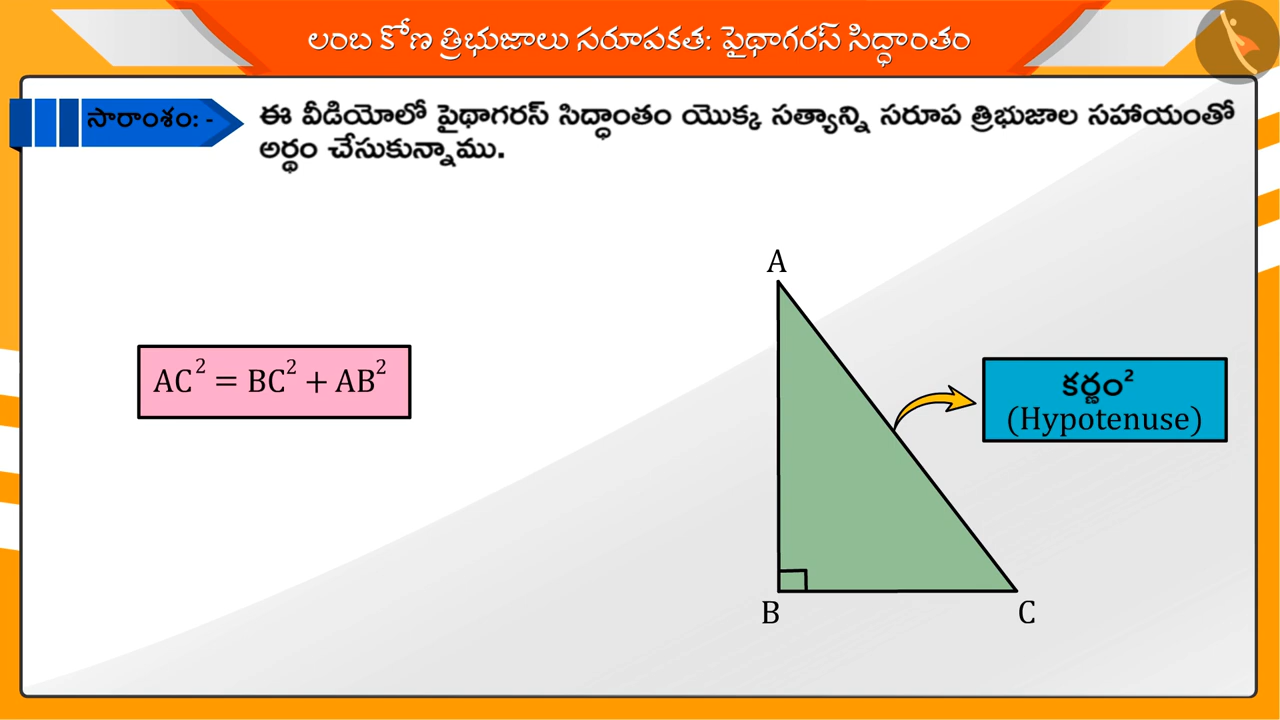 లంబ కోణ త్రిభుజాలు సరూపకత: పైథాగరస్ సిద్ధాంతం
సారాంశం: -
ఈ వీడియోలో పైథాగరస్ సిద్ధాంతం యొక్క సత్యాన్ని సరూప త్రిభుజాల సహాయంతో
అర్థం చేసుకున్నాము.
A
AC² = BC² + AB²
కర్ణం²
(Hypotenuse)
B
C